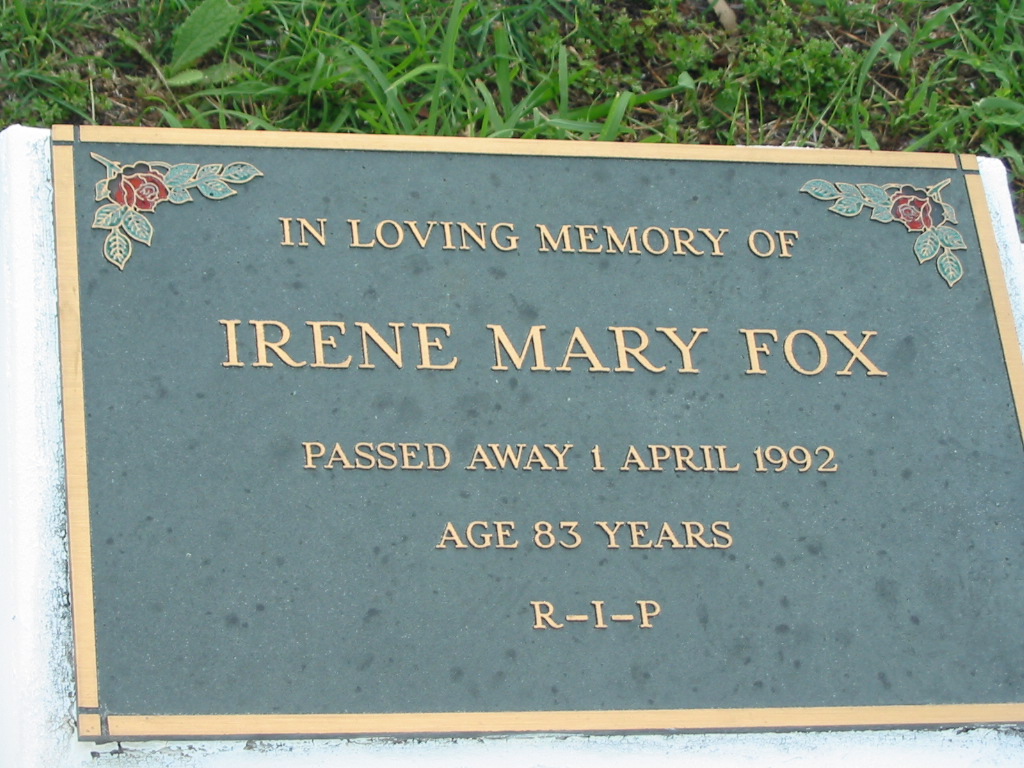 IN LOVING MEMORY OF
IRENE MARY FOX
PASSED AWAY 1 APRIL 1992
AGE 83 YEARS
R-I-P